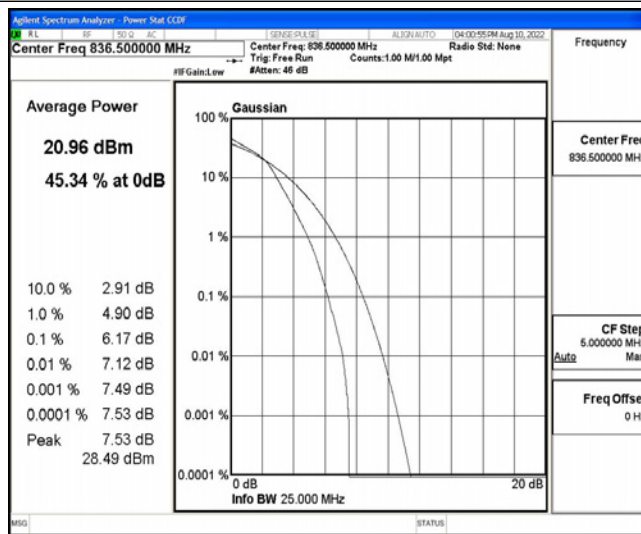 Agilent Spectrum Analyzer - Power Stat CCDF
RL RF 50 Ω AC SENSE:PULSE ALIGN AUTO 04:00:55 PM Aug 10, 2022
Center Freq 836.500000 MHz
Center Freq: 836.500000 MHz Radio Std: None
Trig: Free Run Counts:1.00 M/1.00 Mpt
#IFGain:Low #Atten: 46 dB
Frequency
Average Power
20.96 dBm
45.34 % at 0dB
10.0 % 2.91 dB
1.0 % 4.90 dB
0.1 % 6.17 dB
0.01 % 7.12 dB
0.001 % 7.49 dB
0.0001 % 7.53 dB
Peak 7.53 dB
28.49 dBm
Gaussian
100 %
10 %
1 %
0.1 %
0.01 %
0.001 %
0.0001 %
0 dB 20 dB
Info BW 25.000 MHz
Center Freq
836.500000 MHz
CF Step
5.000000 MH
Auto Ma
Freq Offse
0 H
MSG STATUS